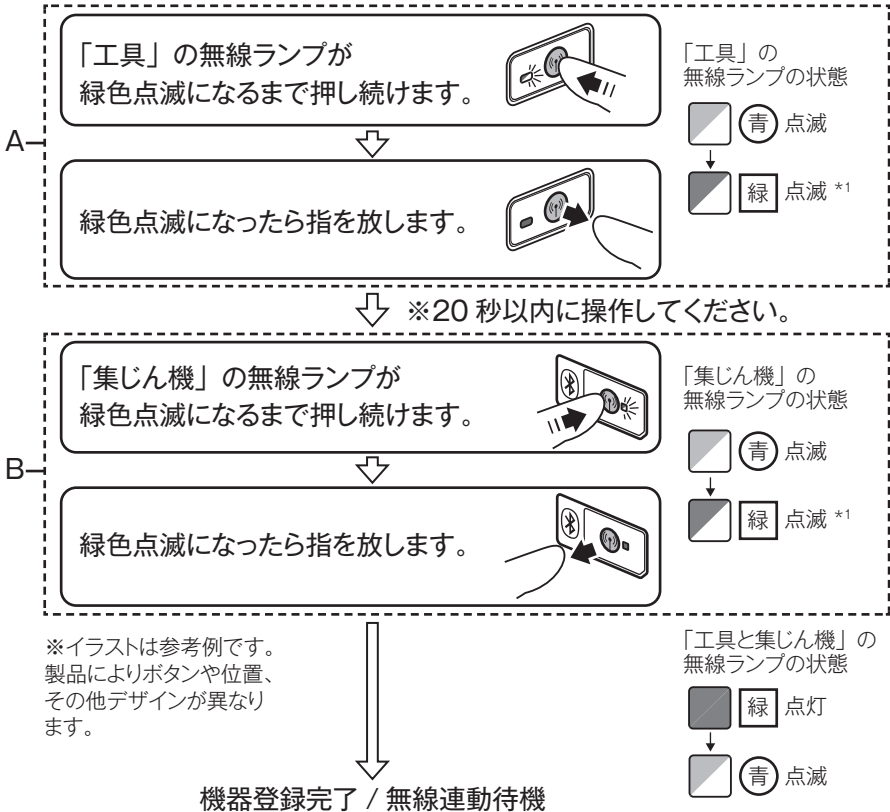 A
「工具」の無線ランプが
緑色点滅になるまで押し続けます。
「工具」の
無線ランプの状態
青 点滅
緑 点滅 *1
緑色点滅になったら指を放します。
※20 秒以内に操作してください。
B
「集じん機」の無線ランプが
緑色点滅になるまで押し続けます。
「集じん機」の
無線ランプの状態
青 点滅
緑 点滅 *1
緑色点滅になったら指を放します。
※イラストは参考例です。
製品によりボタンや位置、
その他デザインが異なり
ます。
「工具と集じん機」の
無線ランプの状態
緑 点灯
青 点滅
機器登録完了 / 無線連動待機